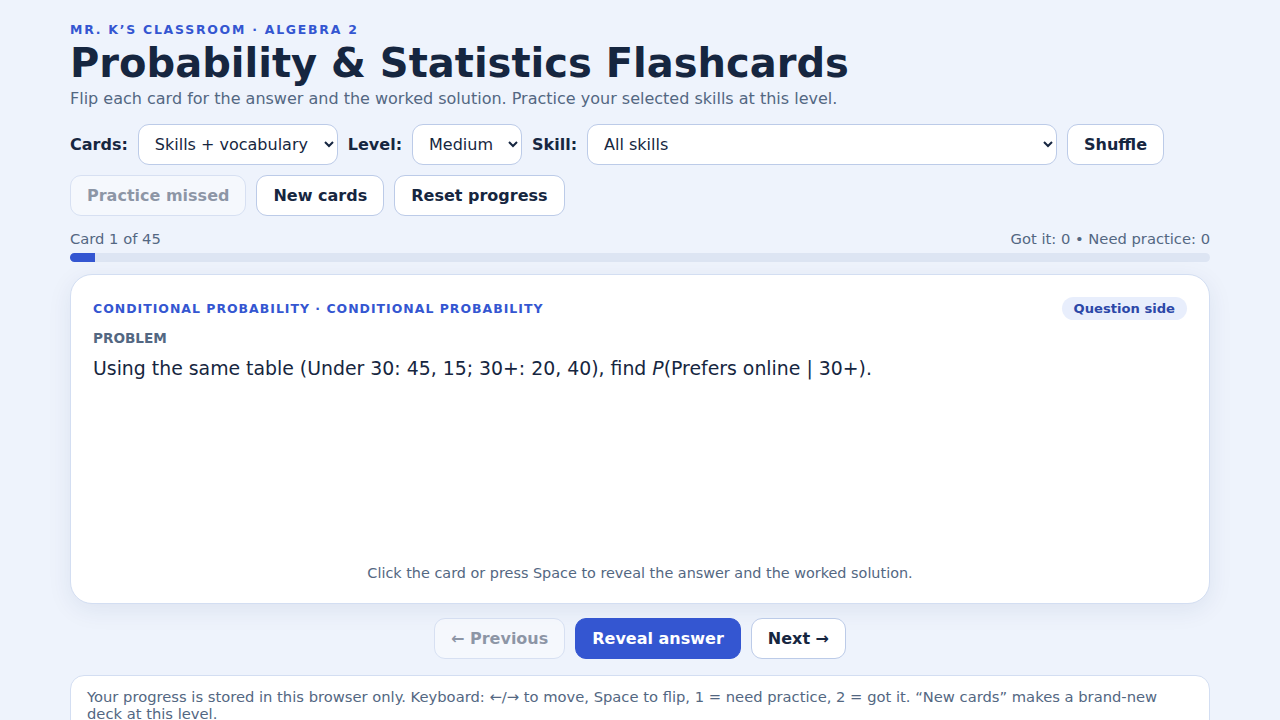 MR. K’S CLASSROOM · ALGEBRA 2
Probability & Statistics Flashcards
Flip each card for the answer and the worked solution. Practice your selected skills at this level.
Cards: Skills + vocabulary Level: Medium Skill: All skills Shuffle
Practice missed New cards Reset progress
Card 1 of 45 Got it: 0 • Need practice: 0
CONDITIONAL PROBABILITY · CONDITIONAL PROBABILITY Question side
PROBLEM
Using the same table (Under 30: 45, 15; 30+: 20, 40), find P(Prefers online | 30+).
Click the card or press Space to reveal the answer and the worked solution.
← Previous Reveal answer Next →
Your progress is stored in this browser only. Keyboard: ←/→ to move, Space to flip, 1 = need practice, 2 = got it. “New cards” makes a brand-new
deck at this level.